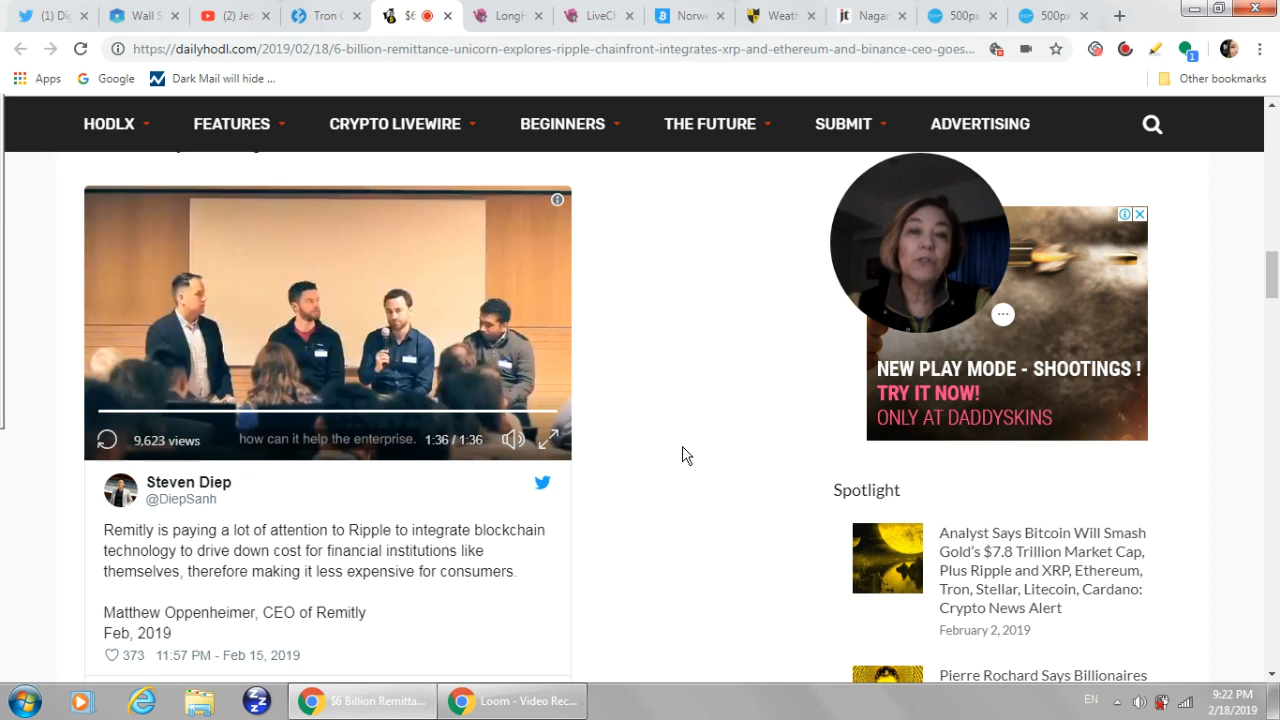 (1) Dig
Wall S
(2) Jec
Tron C
$6
LongH
LiveCh
Norwe
Weath
jt Nagar
500px
500px
https://dailyhodl.com/2019/02/18/6-billion-remittance-unicorn-explores-ripple-chainfront-integrates-xrp-and-ethereum-and-binance-ceo-goes...
1
Apps
Google
Dark Mail will hide ...
Other bookmarks
HODLX
FEATURES
CRYPTO LIVEWIRE
BEGINNERS
THE FUTURE
SUBMIT
ADVERTISING
9,623 views
how can it help the enterprise.
1:36 / 1:36
NEW PLAY MODE - SHOOTINGS !
TRY IT NOW!
ONLY AT DADDYSKINS
Steven Diep
@DiepSanh
Remitly is paying a lot of attention to Ripple to integrate blockchain
technology to drive down cost for financial institutions like
themselves, therefore making it less expensive for consumers.
Matthew Oppenheimer, CEO of Remitly
Feb, 2019
373 11:57 PM - Feb 15, 2019
Spotlight
Analyst Says Bitcoin Will Smash
Gold's $7.8 Trillion Market Cap,
Plus Ripple and XRP, Ethereum,
Tron, Stellar, Litecoin, Cardano:
Crypto News Alert
February 2, 2019
Pierre Rochard Says Billionaires
$6 Billion Remitta...
Loom - Video Rec...
EN
9:22 PM
2/18/2019